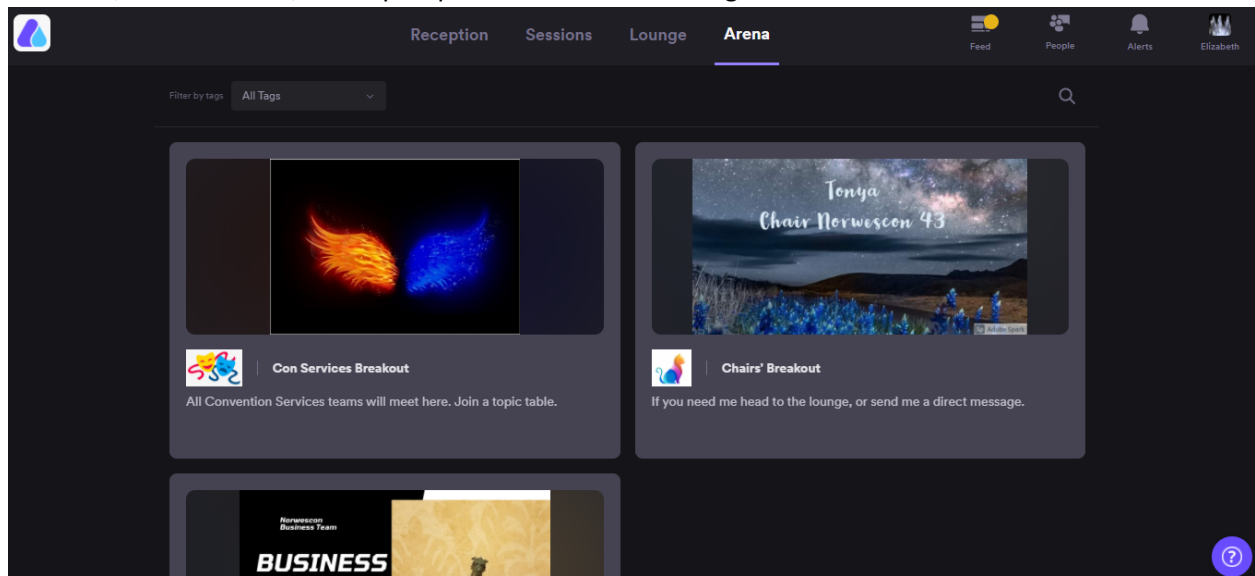 Reception Sessions Lounge Arena
Feed People Alerts Elizabeth
Filter by tags All Tags
Tonya
Chair Norwescon 43
Adobe Spark
Con Services Breakout
All Convention Services teams will meet here. Join a topic table.
Chairs' Breakout
If you need me head to the lounge, or send me a direct message.
Norwescon
Business Team
BUSINESS
?